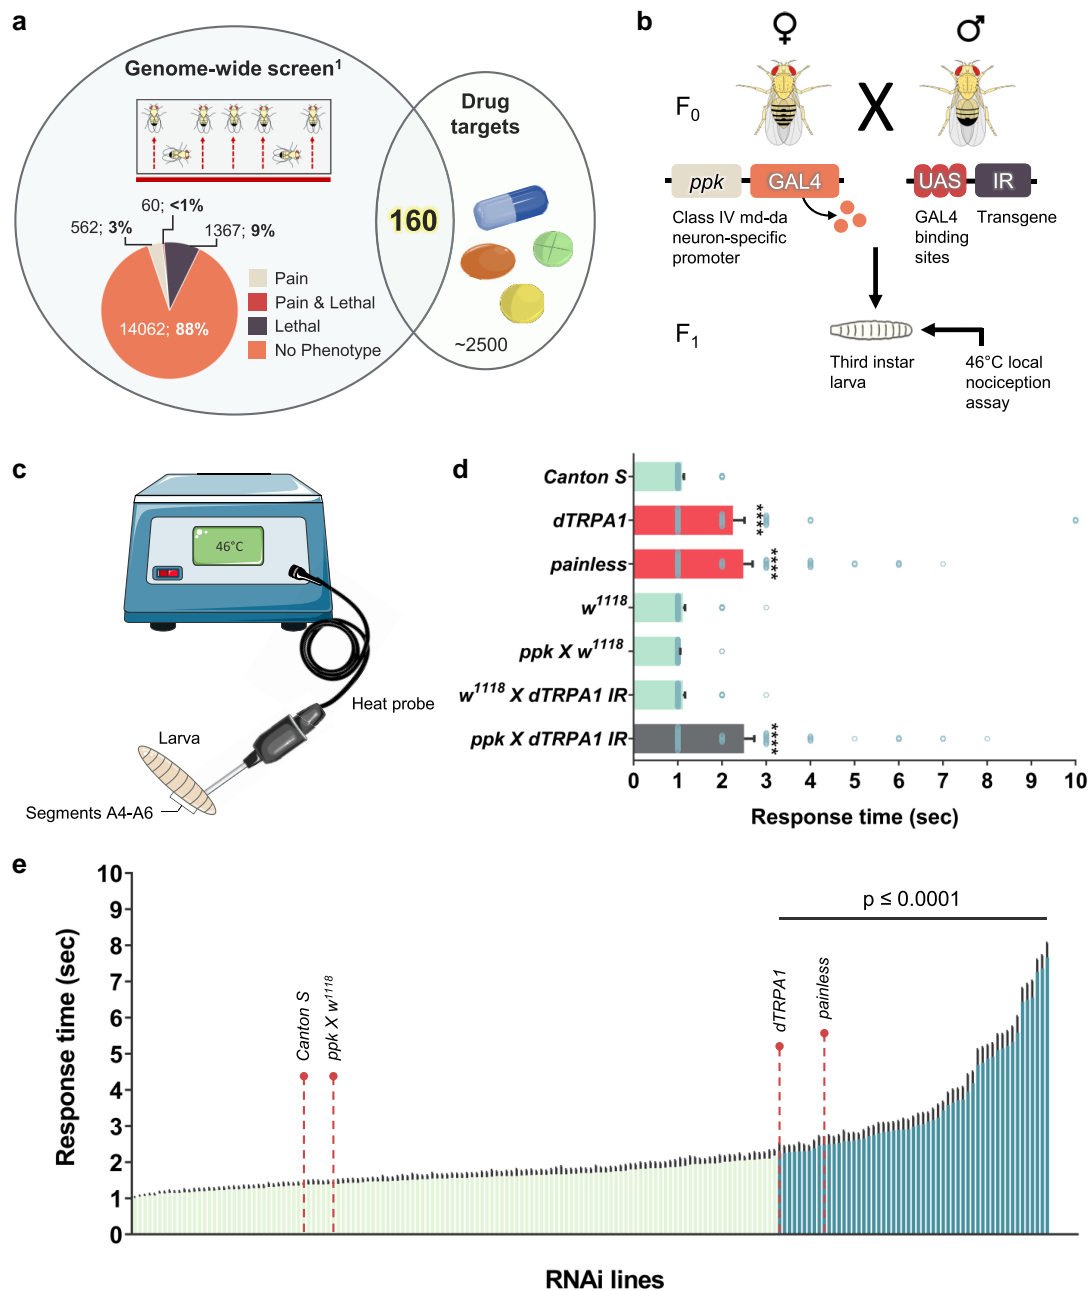 a
Genome-wide screen1
Drug
targets
160
60; <1%
562; 3%
1367; 9%
14062; 88%
Pain
Pain & Lethal
Lethal
No Phenotype
~2500
b
♀
♂
F0
X
ppk
GAL4
UAS
IR
Class IV md-da
neuron-specific
promoter
GAL4
binding
sites
Transgene
F1
Third instar
larva
46°C local
nociception
assay
c
46°C
Heat probe
Larva
Segments A4-A6
d
Canton S
dTRPA1
****
painless
****
w1118
ppk X w1118
w1118 X dTRPA1 IR
ppk X dTRPA1 IR
****
0 1 2 3 4 5 6 7 8 9 10
Response time (sec)
e
Response time (sec)
10
9
8
7
6
5
4
3
2
1
0
Canton S
ppk X w1118
dTRPA1
painless
p ≤ 0.0001
RNAi lines